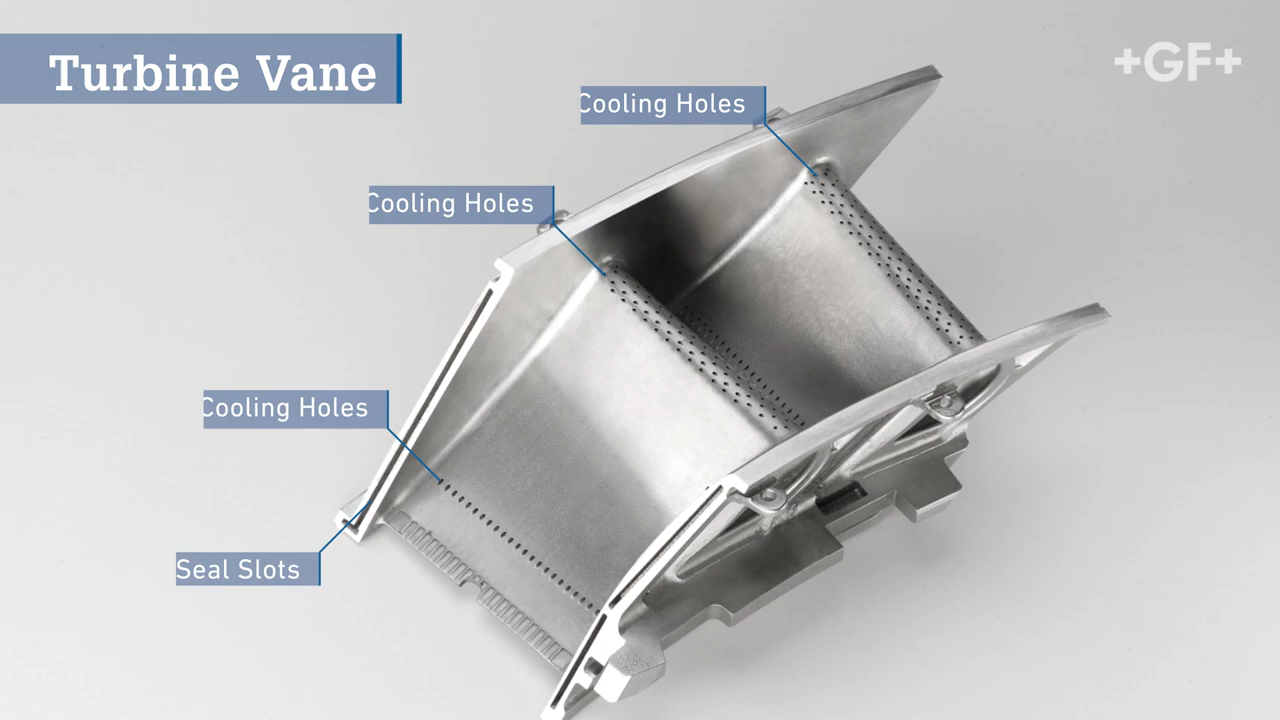 Turbine Vane
+GF+
Cooling Holes
Cooling Holes
Cooling Holes
Seal Slots